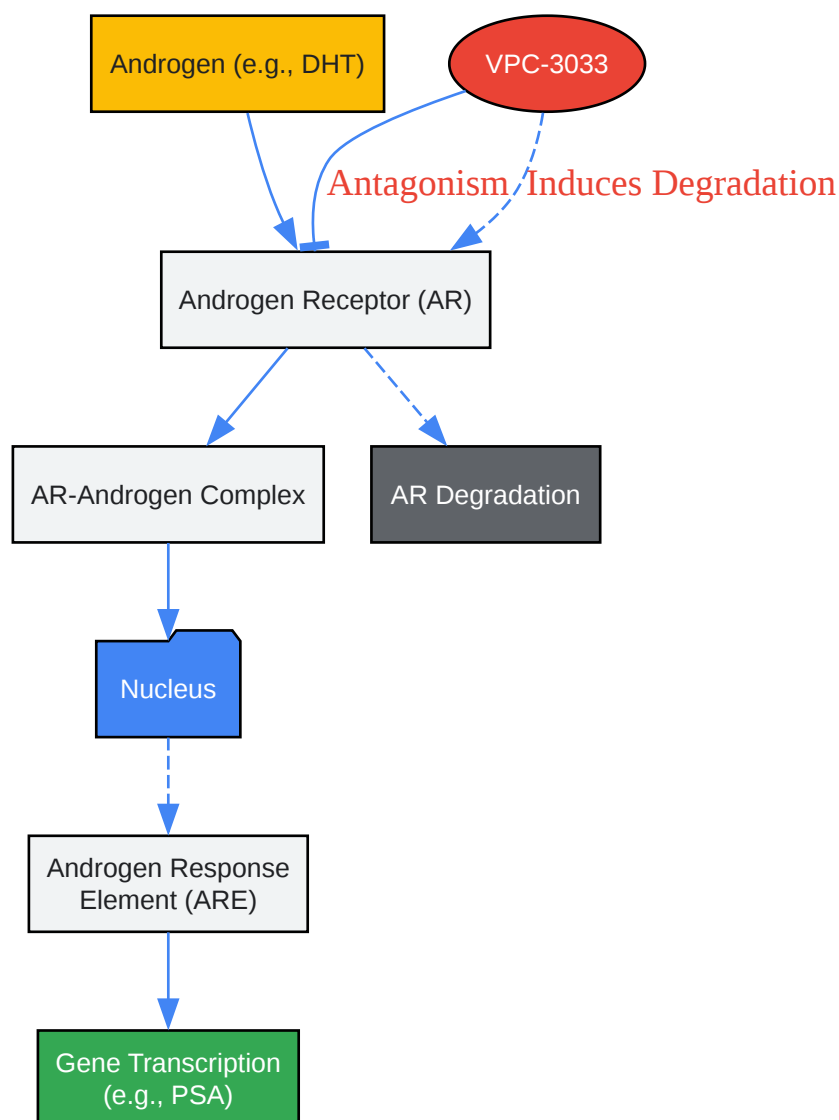 Androgen (e.g., DHT)
VPC-3033
Antagonism
Induces Degradation
Androgen Receptor (AR)
AR-Androgen Complex
AR Degradation
Nucleus
Androgen Response
Element (ARE)
Gene Transcription
(e.g., PSA)